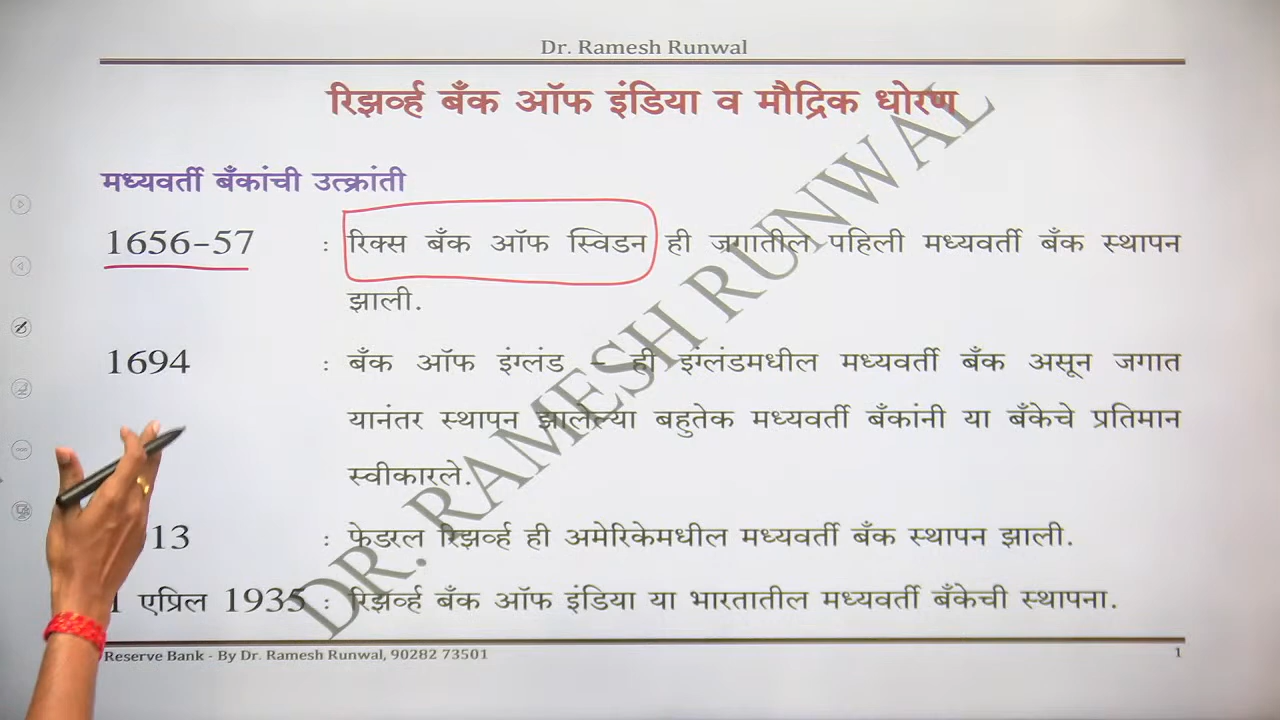 Dr. Ramesh Runwal
रिझर्व्ह बँक ऑफ इंडिया व मौद्रिक धोरण
मध्यवर्ती बँकांची उत्क्रांती
1656-57 : रिक्स बँक ऑफ स्विडन ही जगातील पहिली मध्यवर्ती बँक स्थापन
झाली.
1694 : बँक ऑफ इंग्लंड – ही इंग्लंडमधील मध्यवर्ती बँक असून जगात
यानंतर स्थापन झालेल्या बहुतेक मध्यवर्ती बँकांनी या बँकेचे प्रतिमान
स्वीकारले.
13 : फेडरल रिझर्व्ह ही अमेरिकेमधील मध्यवर्ती बँक स्थापन झाली.
1 एप्रिल 1935 : रिझर्व्ह बँक ऑफ इंडिया या भारतातील मध्यवर्ती बँकेची स्थापना.
Reserve Bank - By Dr. Ramesh Runwal, 90282 73501 1
DR. RAMESH RUNWAL